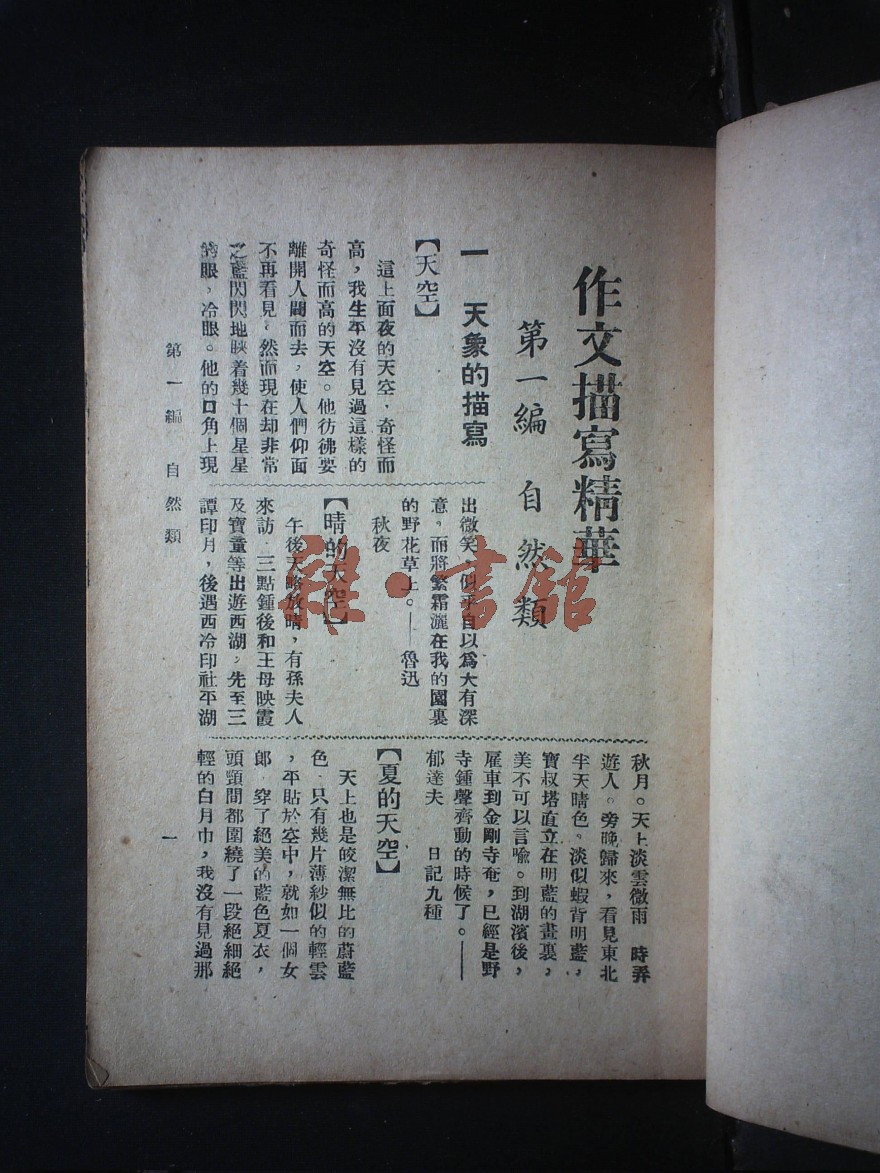 作文描寫精華
第一編 自然類
一 天象的描寫
【天空】
這上面夜的天空，奇怪而
高，我生平沒有見過這樣的
奇怪而高的天空。他彷彿要
離開人間而去，使人們仰面
不再看見。然而現在却非常
之藍閃閃地䀹着幾十個星星
的眼，冷眼。他的口角上現
出微笑，似乎自以爲大有深
意，而將繁霜灑在我的園裏
的野花草上。——魯迅
秋夜
【晴的天空】
午後天略放晴，有孫夫人
來訪，三點鍾後和王母映霞
及寶童等出遊西湖，先至三
譚印月，後遇西冷印社平湖
秋月。天上淡雲微雨 時弄
遊人。旁晚歸來，看見東北
半天晴色。淡似蝦背明藍，
寶叔塔直立在明藍的畫裏，
美不可以言喻。到湖濱後，
雇車到金剛寺奄，已經是野
寺鍾聲齊動的時候了。——
郁達夫 日記九種
【夏的天空】
天上也是皎潔無比的蔚藍
色，只有幾片薄紗似的輕雲
，平貼於空中，就如一個女
郎，穿了絕美的藍色夏衣，
頭頸間都圍繞了一段絕細絕
輕的白月巾，我沒有見過那
第一編 自然類
一
雜·書舘